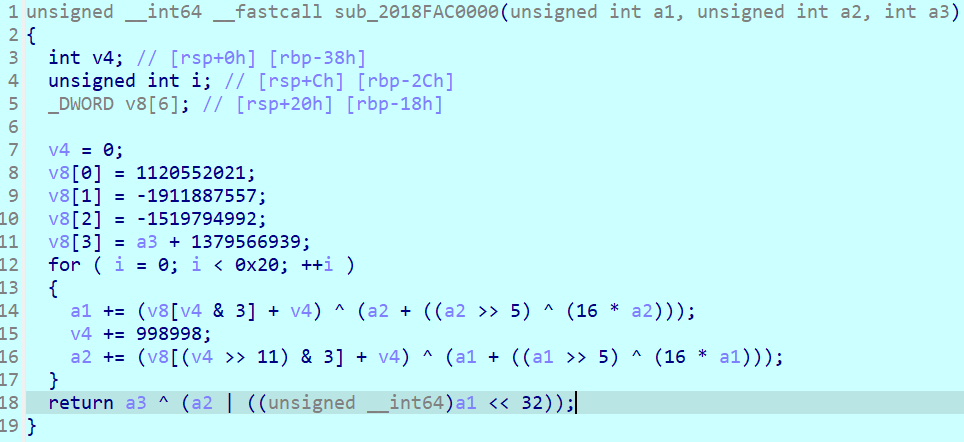 1 unsigned __int64 __fastcall sub_2018FAC0000(unsigned int a1, unsigned int a2, int a3)
2 {
3   int v4; // [rsp+0h] [rbp-38h]
4   unsigned int i; // [rsp+Ch] [rbp-2Ch]
5   _DWORD v8[6]; // [rsp+20h] [rbp-18h]
6
7   v4 = 0;
8   v8[0] = 1120552021;
9   v8[1] = -1911887557;
10   v8[2] = -1519794992;
11   v8[3] = a3 + 1379566939;
12   for ( i = 0; i < 0x20; ++i )
13   {
14     a1 += (v8[v4 & 3] + v4) ^ (a2 + ((a2 >> 5) ^ (16 * a2)));
15     v4 += 998998;
16     a2 += (v8[(v4 >> 11) & 3] + v4) ^ (a1 + ((a1 >> 5) ^ (16 * a1)));
17   }
18   return a3 ^ (a2 | ((unsigned __int64)a1 << 32));
19 }